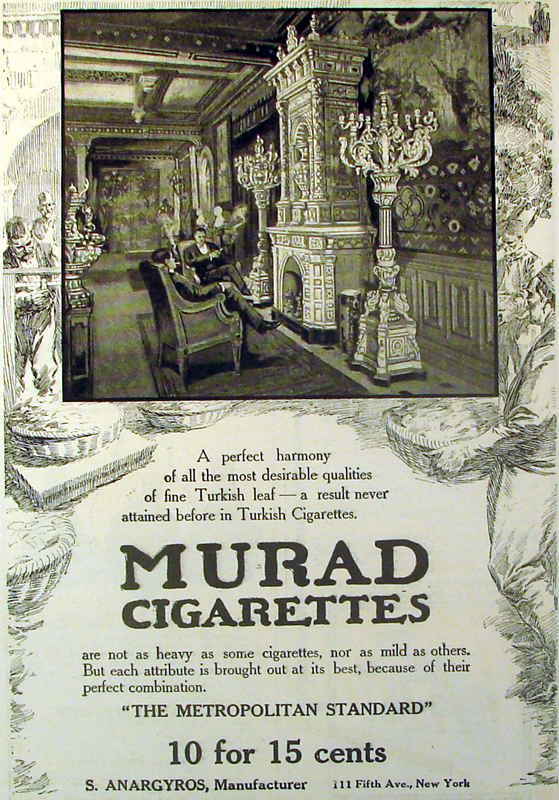 A perfect harmony
of all the most desirable qualities
of fine Turkish leaf — a result never
attained before in Turkish Cigarettes.
MURAD
CIGARETTES
are not as heavy as some cigarettes, nor as mild as others.
But each attribute is brought out at its best, because of their
perfect combination.
"THE METROPOLITAN STANDARD"
10 for 15 cents
S. ANARGYROS, Manufacturer 111 Fifth Ave., New York